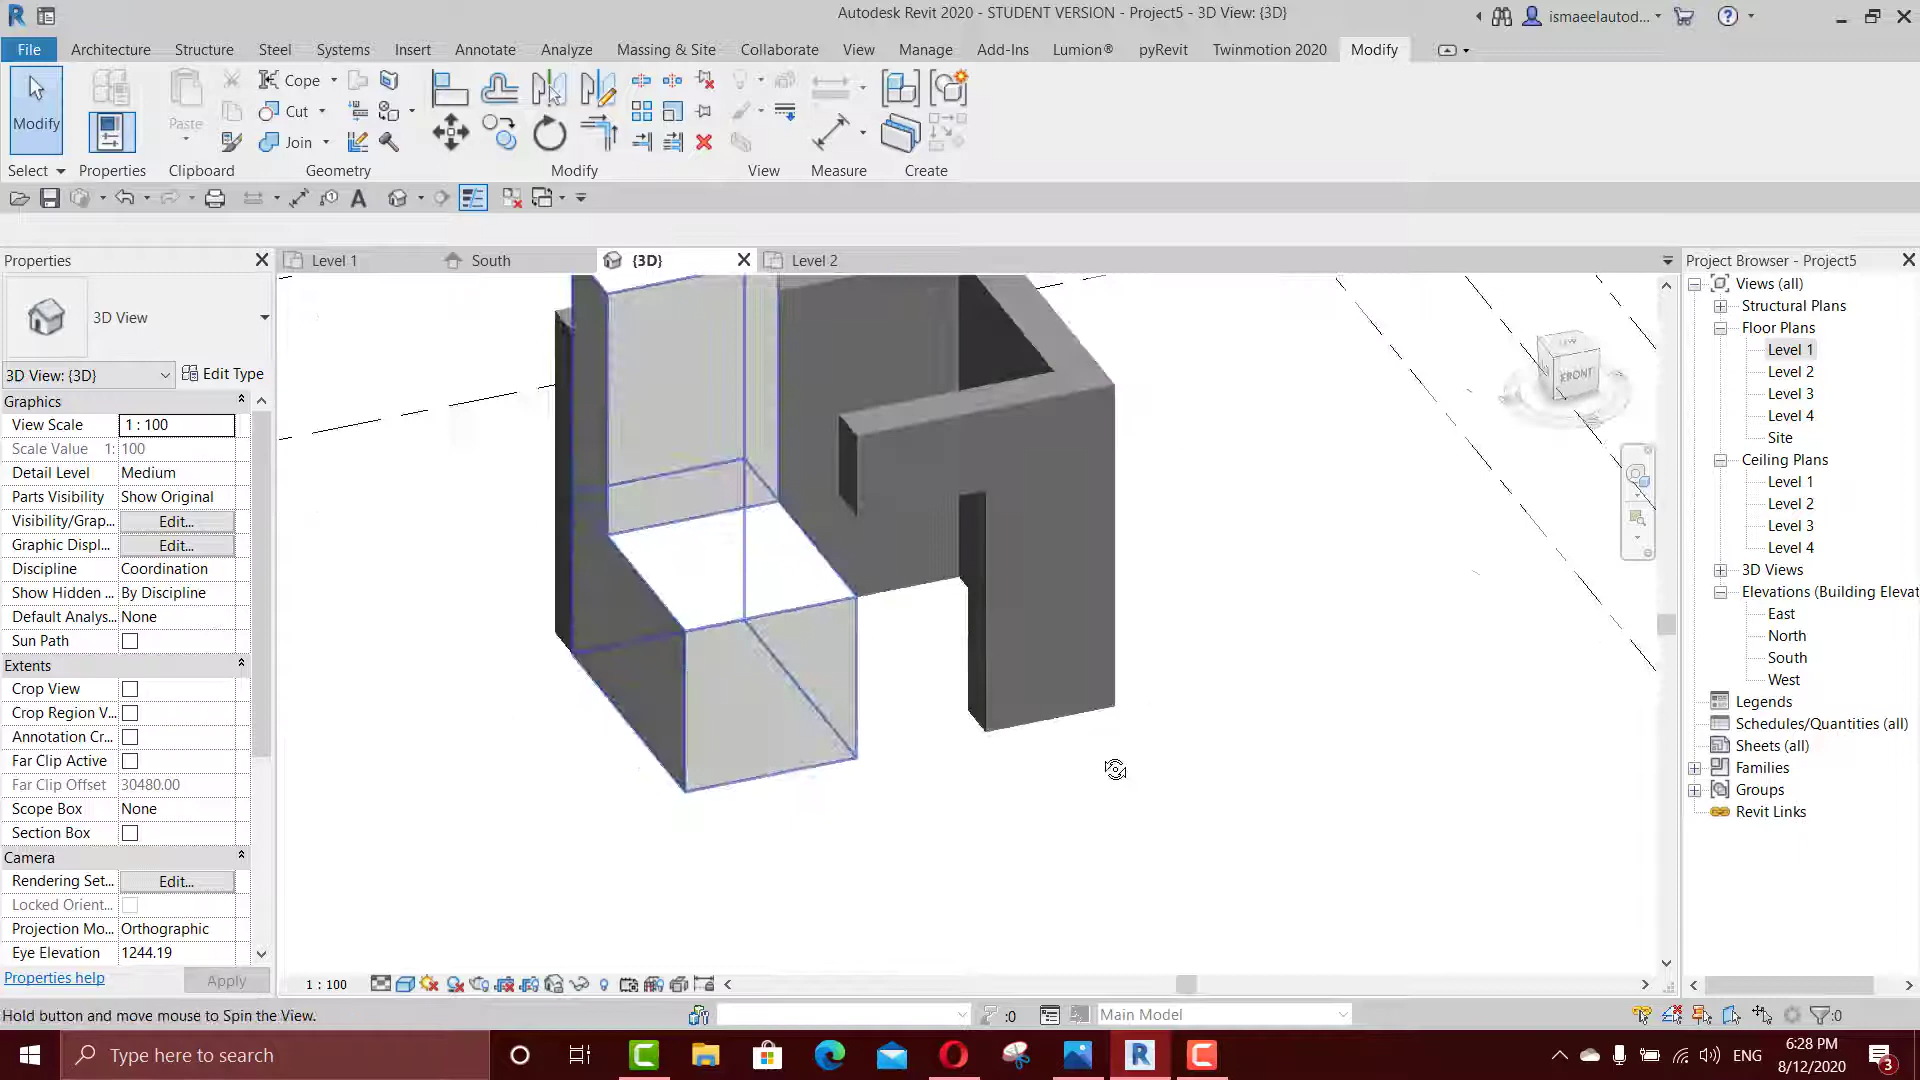 Autodesk Revit 2020 - STUDENT VERSION - Project5 - 3D View: {3D}
ismaeelautod...
File Architecture Structure Steel Systems Insert Annotate Analyze Massing & Site Collaborate View Manage Add-Ins Lumion® pyRevit Twinmotion 2020 Modify
Modify
Paste
Cope
Cut
Join
Select Properties Clipboard Geometry Modify View Measure Create
Properties
Level 1
South
{3D}
Level 2
Project Browser - Project5
3D View
3D View: {3D}
Edit Type
Graphics
View Scale 1 : 100
Scale Value 1: 100
Detail Level Medium
Parts Visibility Show Original
Visibility/Grap... Edit...
Graphic Displ... Edit...
Discipline Coordination
Show Hidden ... By Discipline
Default Analys... None
Sun Path
Extents
Crop View
Crop Region V...
Annotation Cr...
Far Clip Active
Far Clip Offset 30480.00
Scope Box None
Section Box
Camera
Rendering Set... Edit...
Locked Orient...
Projection Mo... Orthographic
Eye Elevation 1244.19
Properties help
Apply
FRONT
Views (all)
Structural Plans
Floor Plans
Level 1
Level 2
Level 3
Level 4
Site
Ceiling Plans
Level 1
Level 2
Level 3
Level 4
3D Views
Elevations (Building Elevat
East
North
South
West
Legends
Schedules/Quantities (all)
Sheets (all)
Families
Groups
Revit Links
1 : 100
Hold button and move mouse to Spin the View.
:0
Main Model
:0
Type here to search
ENG
6:28 PM
8/12/2020
3